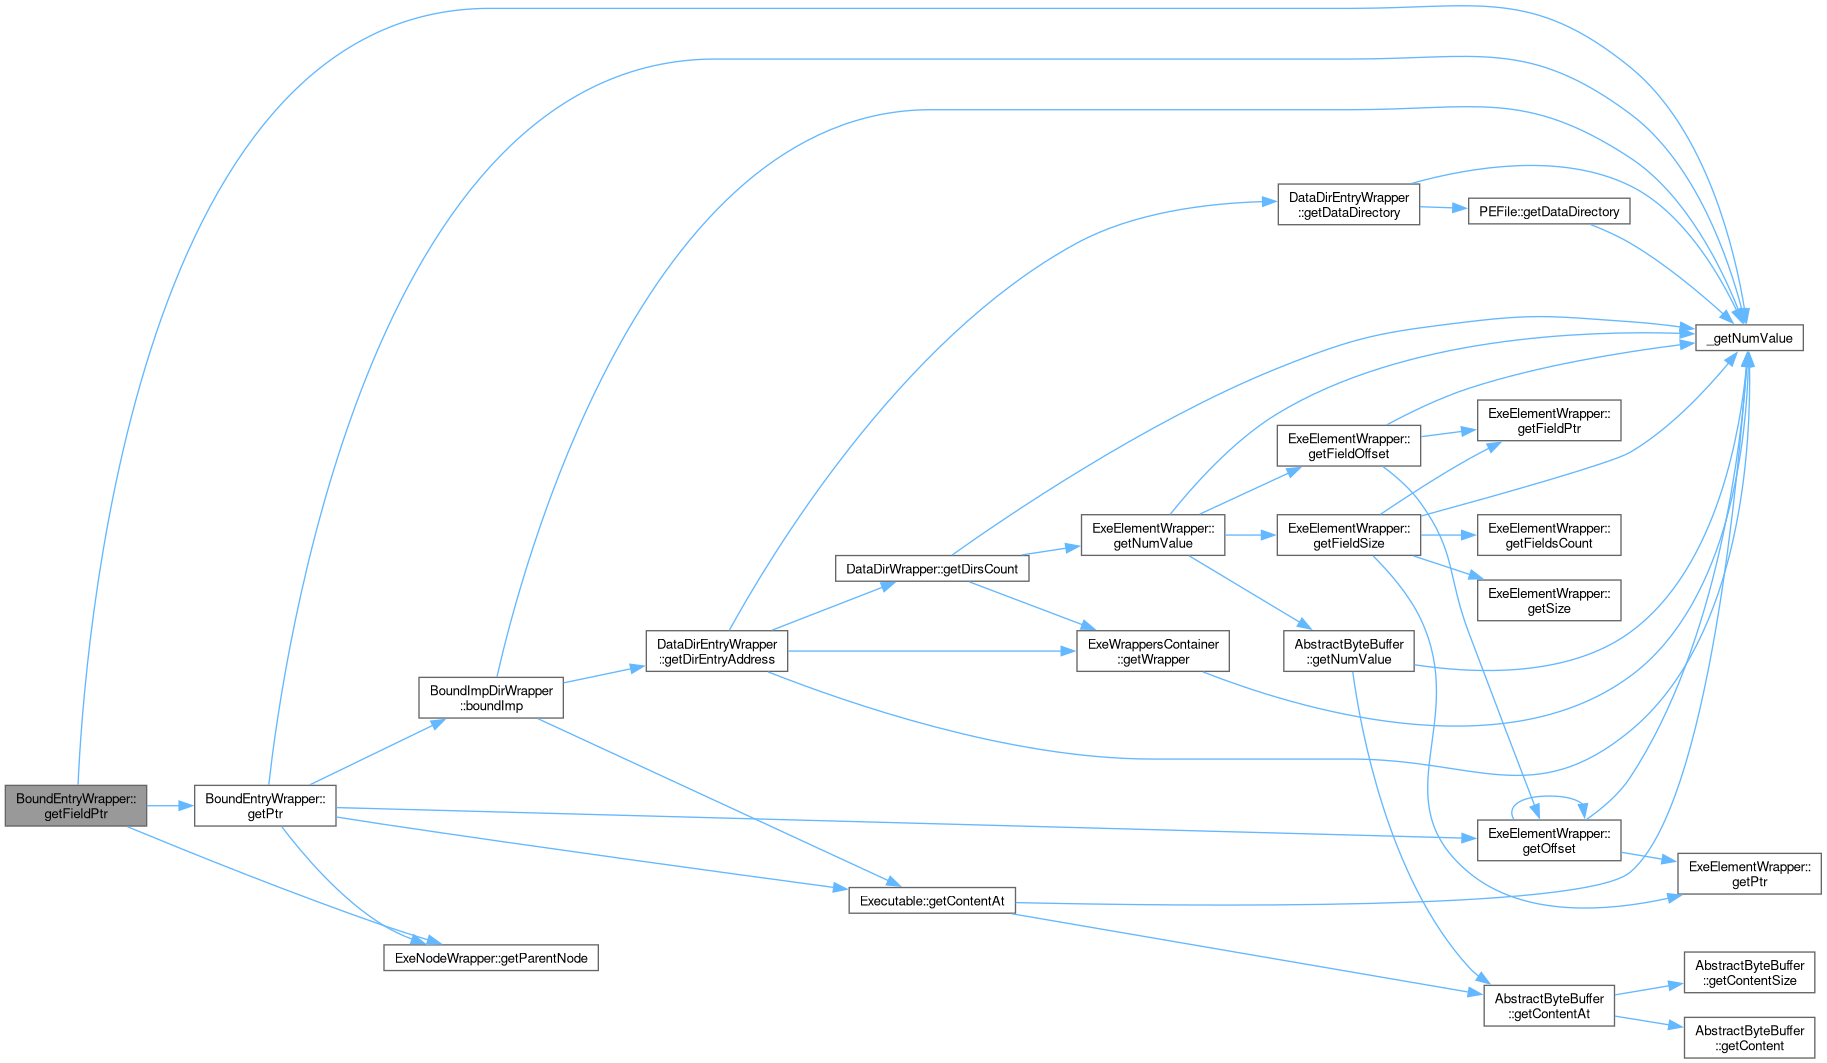 BoundEntryWrapper::
getFieldPtr
BoundEntryWrapper::
getPtr
ExeNodeWrapper::getParentNode
BoundImpDirWrapper
::boundImp
DataDirEntryWrapper
::getDirEntryAddress
DataDirWrapper::getDirsCount
Executable::getContentAt
ExeElementWrapper::
getNumValue
ExeWrappersContainer
::getWrapper
DataDirEntryWrapper
::getDataDirectory
PEFile::getDataDirectory
_getNumValue
ExeElementWrapper::
getFieldOffset
ExeElementWrapper::
getFieldPtr
ExeElementWrapper::
getFieldSize
ExeElementWrapper::
getFieldsCount
ExeElementWrapper::
getSize
AbstractByteBuffer
::getNumValue
ExeElementWrapper::
getOffset
ExeElementWrapper::
getPtr
AbstractByteBuffer
::getContentAt
AbstractByteBuffer
::getContentSize
AbstractByteBuffer
::getContent